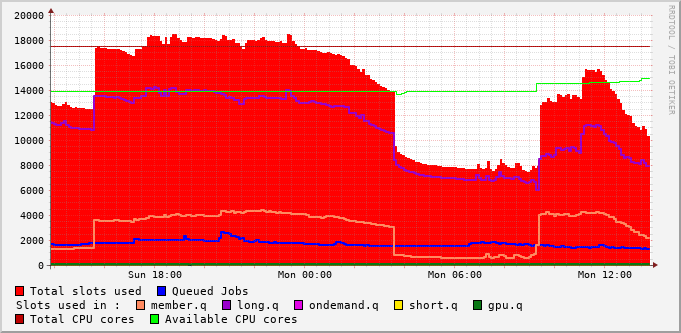 20000
18000
16000
14000
12000
10000
8000
6000
4000
2000
0
Sun 18:00 Mon 00:00 Mon 06:00 Mon 12:00
RRDTOOL / TOBI OETIKER
Total slots used Queued Jobs
Slots used in : member.q long.q ondemand.q short.q gpu.q
Total CPU cores Available CPU cores